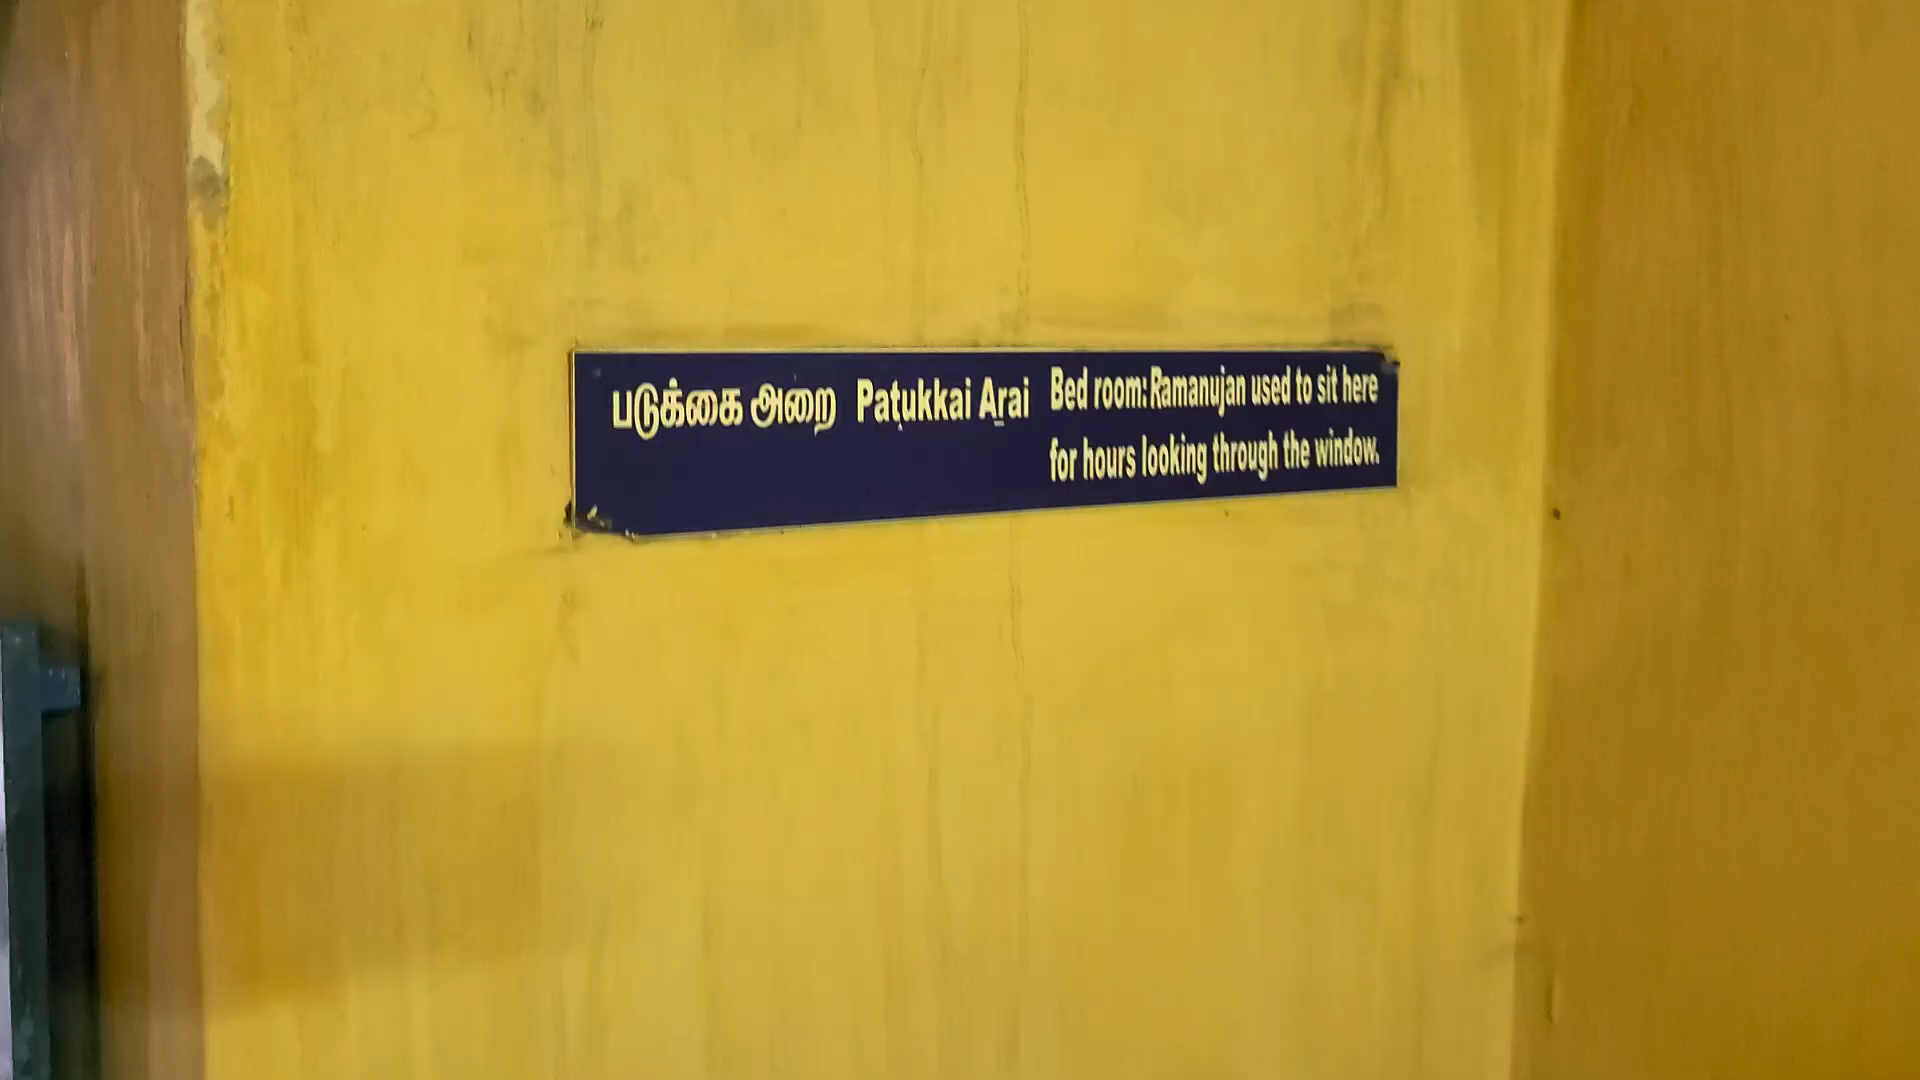 படுக்கை அறை Paṭukkai Aṟai Bed room: Ramanujan used to sit here
for hours looking through the window.